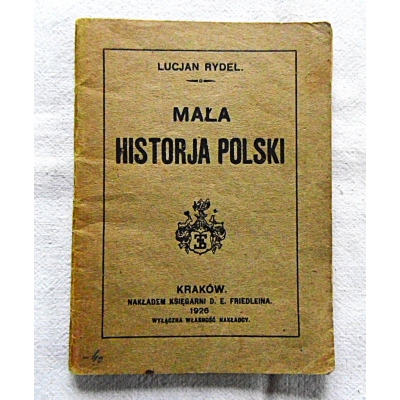 LUCJAN RYDEL.
MAŁA
HISTORJA POLSKI
KRAKÓW.
NAKŁADEM KSIĘGARNI D. E. FRIEDLEINA.
1926
WYŁĄCZNA WŁASNOŚĆ NAKŁADCY.